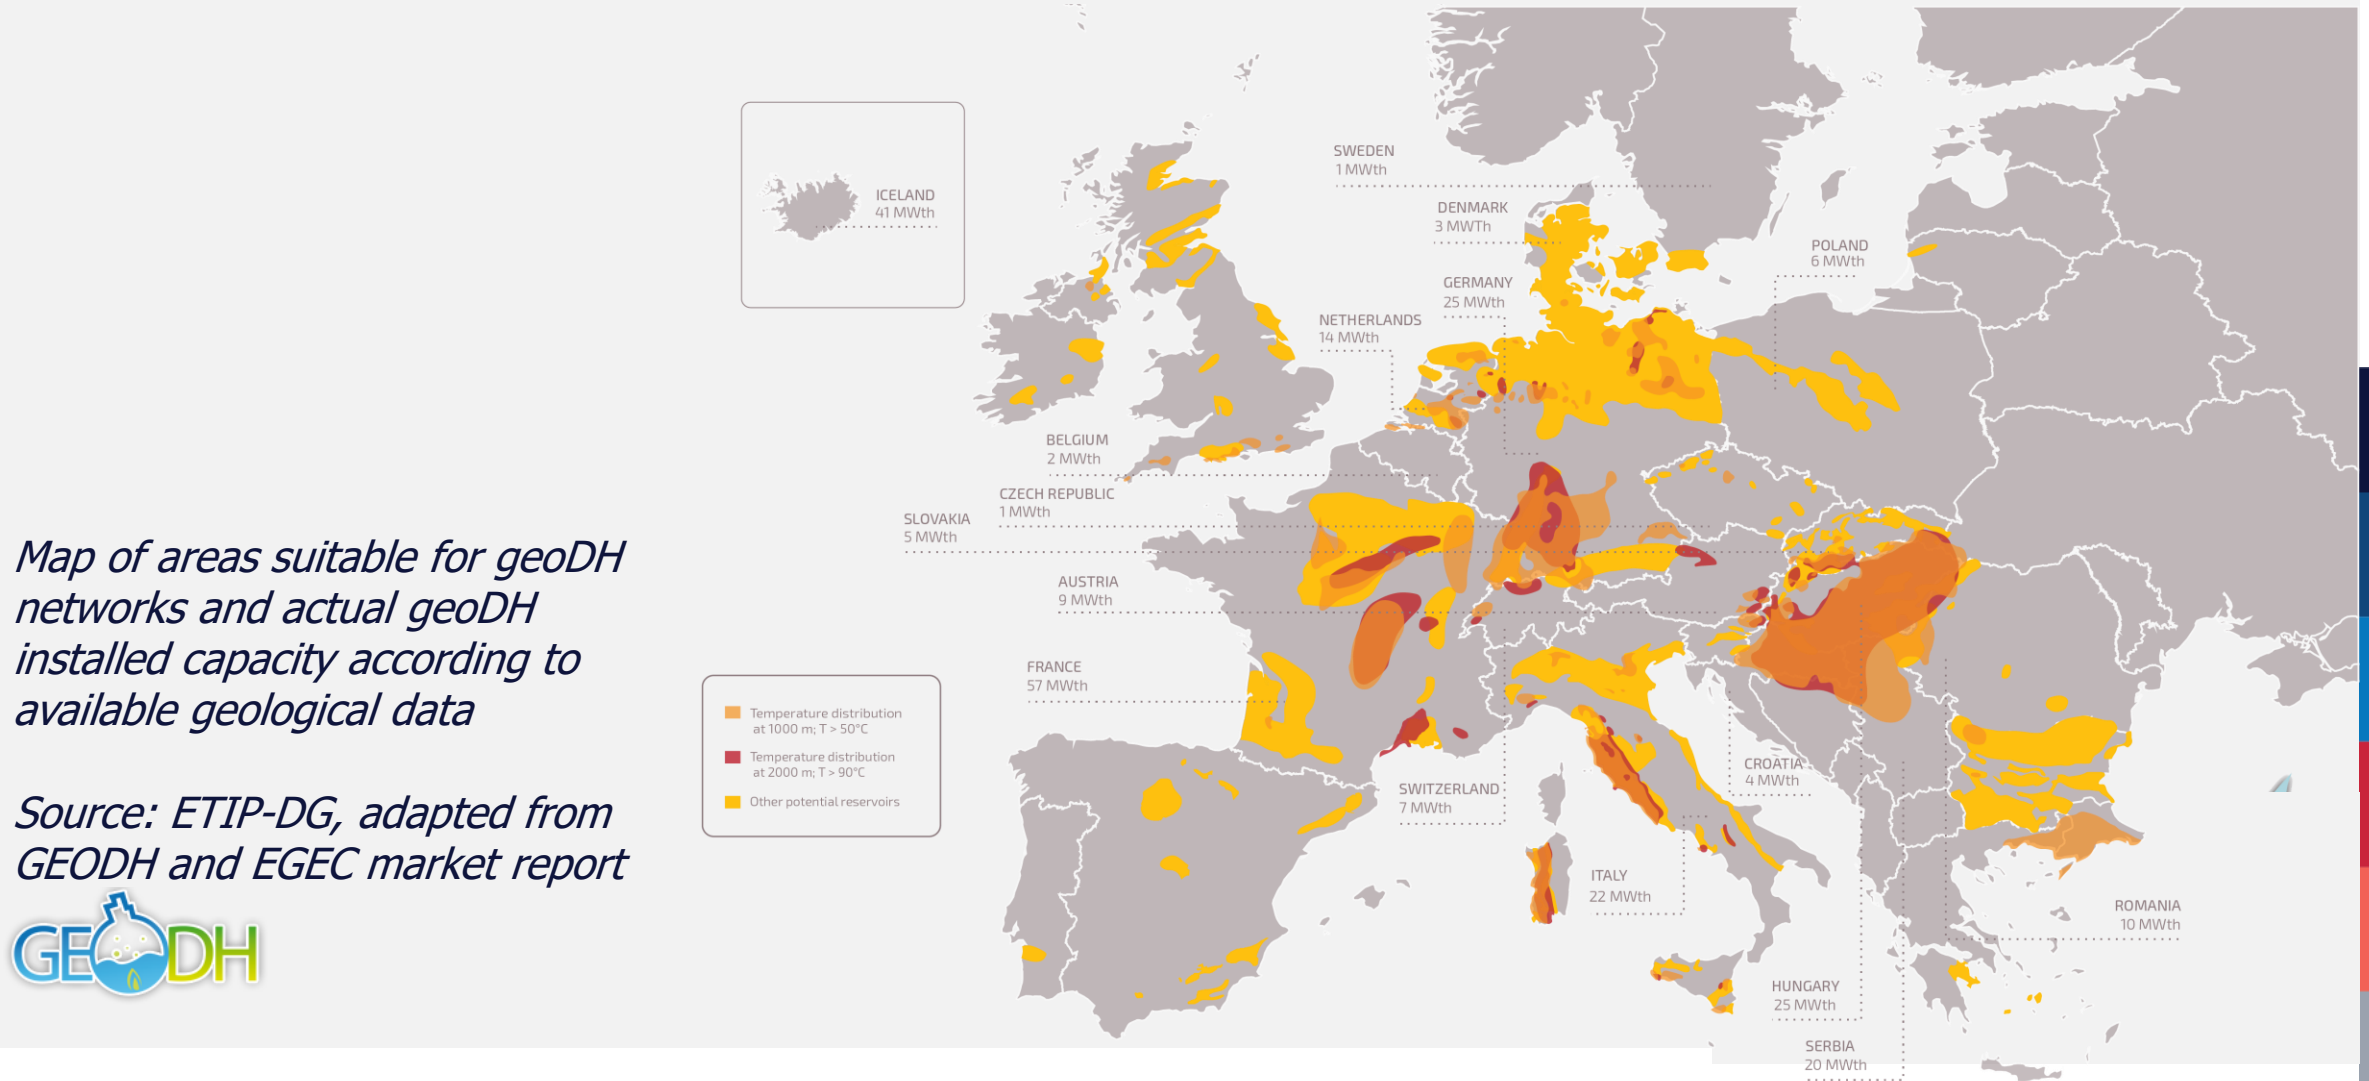 SWEDEN
1 MWth
ICELAND
41 MWth
DENMARK
3 MWTh
POLAND
6 MWth
GERMANY
25 MWth
NETHERLANDS
14 MWth
BELGIUM
2 MWth
CZECH REPUBLIC
1 MWth
SLOVAKIA
5 MWth
AUSTRIA
9 MWth
FRANCE
57 MWth
Map of areas suitable for geoDH
networks and actual geoDH
installed capacity according to
available geological data
Source: ETIP-DG, adapted from
GEODH and EGEC market report
GEODH
Temperature distribution
at 1000 m; T > 50°C
Temperature distribution
at 2000 m; T > 90°C
Other potential reservoirs
SWITZERLAND
7 MWth
CROATIA
4 MWth
ITALY
22 MWth
ROMANIA
10 MWth
HUNGARY
25 MWth
SERBIA
20 MWth